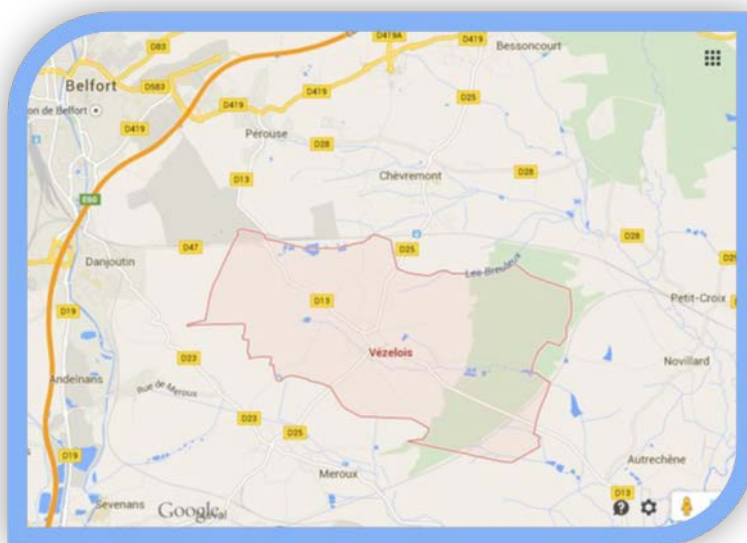 D419A
D419
D83
Bessoncourt
Belfort
D583
D419
D419
D25
on de Belfort
D419
Pérouse
D28
D13
Chèvremont
D28
E60
D47
D25
D28
Danjoutin
Les-Breuleux
D13
Petit-Croix
D19
Vézelois
D23
Novillard
Andelnans
Rue de Meroux
D23
D25
D19
Autrechêne
Meroux
D13
Sevenans
Google